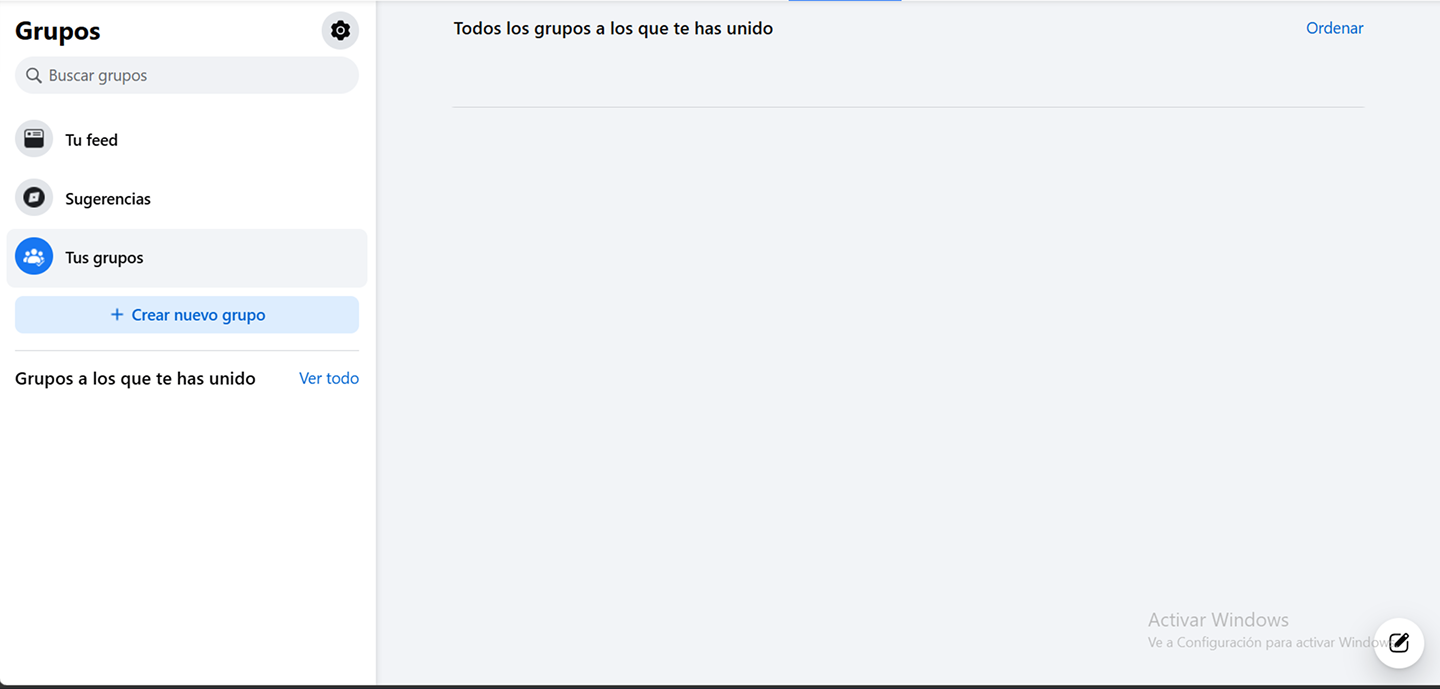 Grupos
Buscar grupos
Tu feed
Sugerencias
Tus grupos
+ Crear nuevo grupo
Grupos a los que te has unido Ver todo
Todos los grupos a los que te has unido Ordenar
Activar Windows
Ve a Configuración para activar Windows